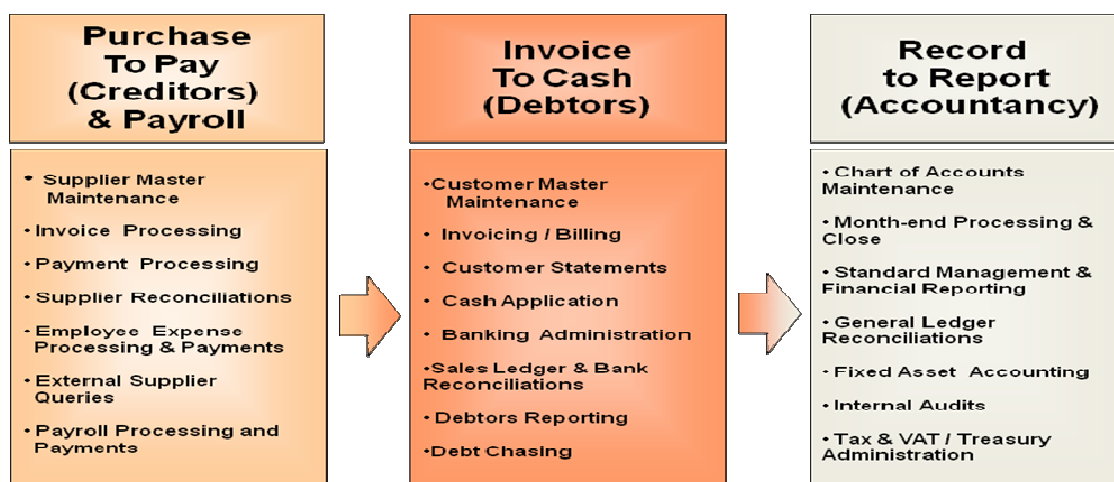 Purchase
To Pay
(Creditors)
& Payroll
• Supplier Master
Maintenance
• Invoice Processing
• Payment Processing
• Supplier Reconciliations
• Employee Expense
Processing & Payments
• External Supplier
Queries
• Payroll Processing and
Payments
Invoice
To Cash
(Debtors)
•Customer Master
Maintenance
• Invoicing / Billing
• Customer Statements
• Cash Application
• Banking Administration
•Sales Ledger & Bank
Reconciliations
• Debtors Reporting
•Debt Chasing
Record
to Report
(Accountancy)
• Chart of Accounts
Maintenance
• Month-end Processing &
Close
• Standard Management &
Financial Reporting
• General Ledger
Reconciliations
• Fixed Asset Accounting
• Internal Audits
• Tax & VAT / Treasury
Administration